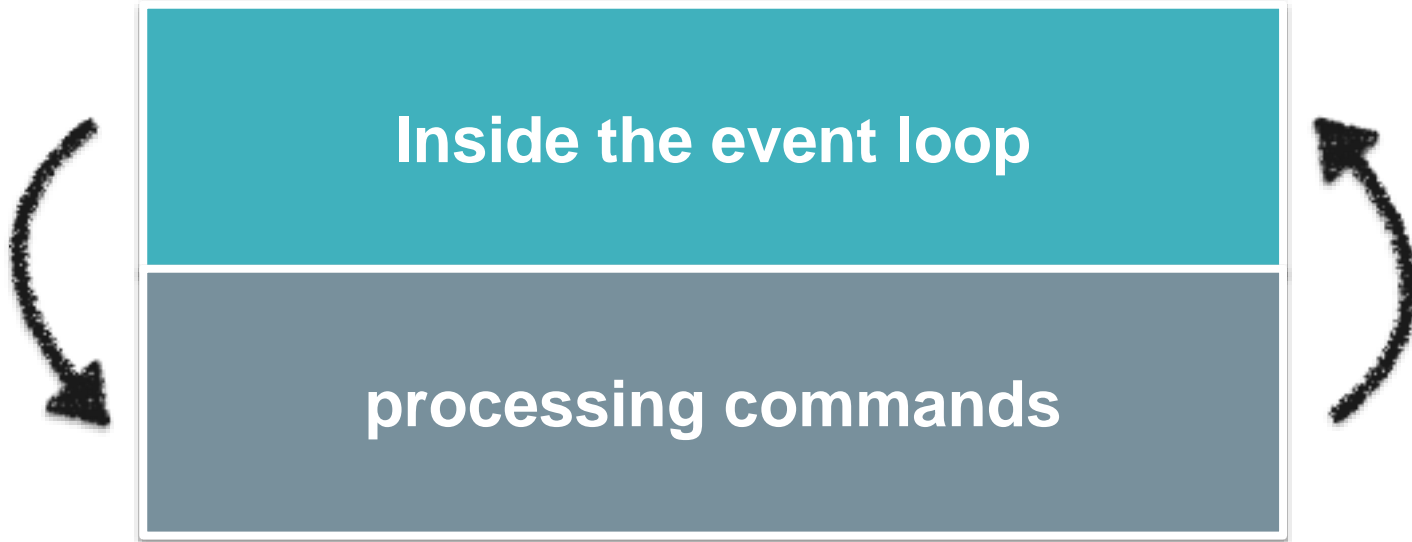 Inside the event loop
processing commands